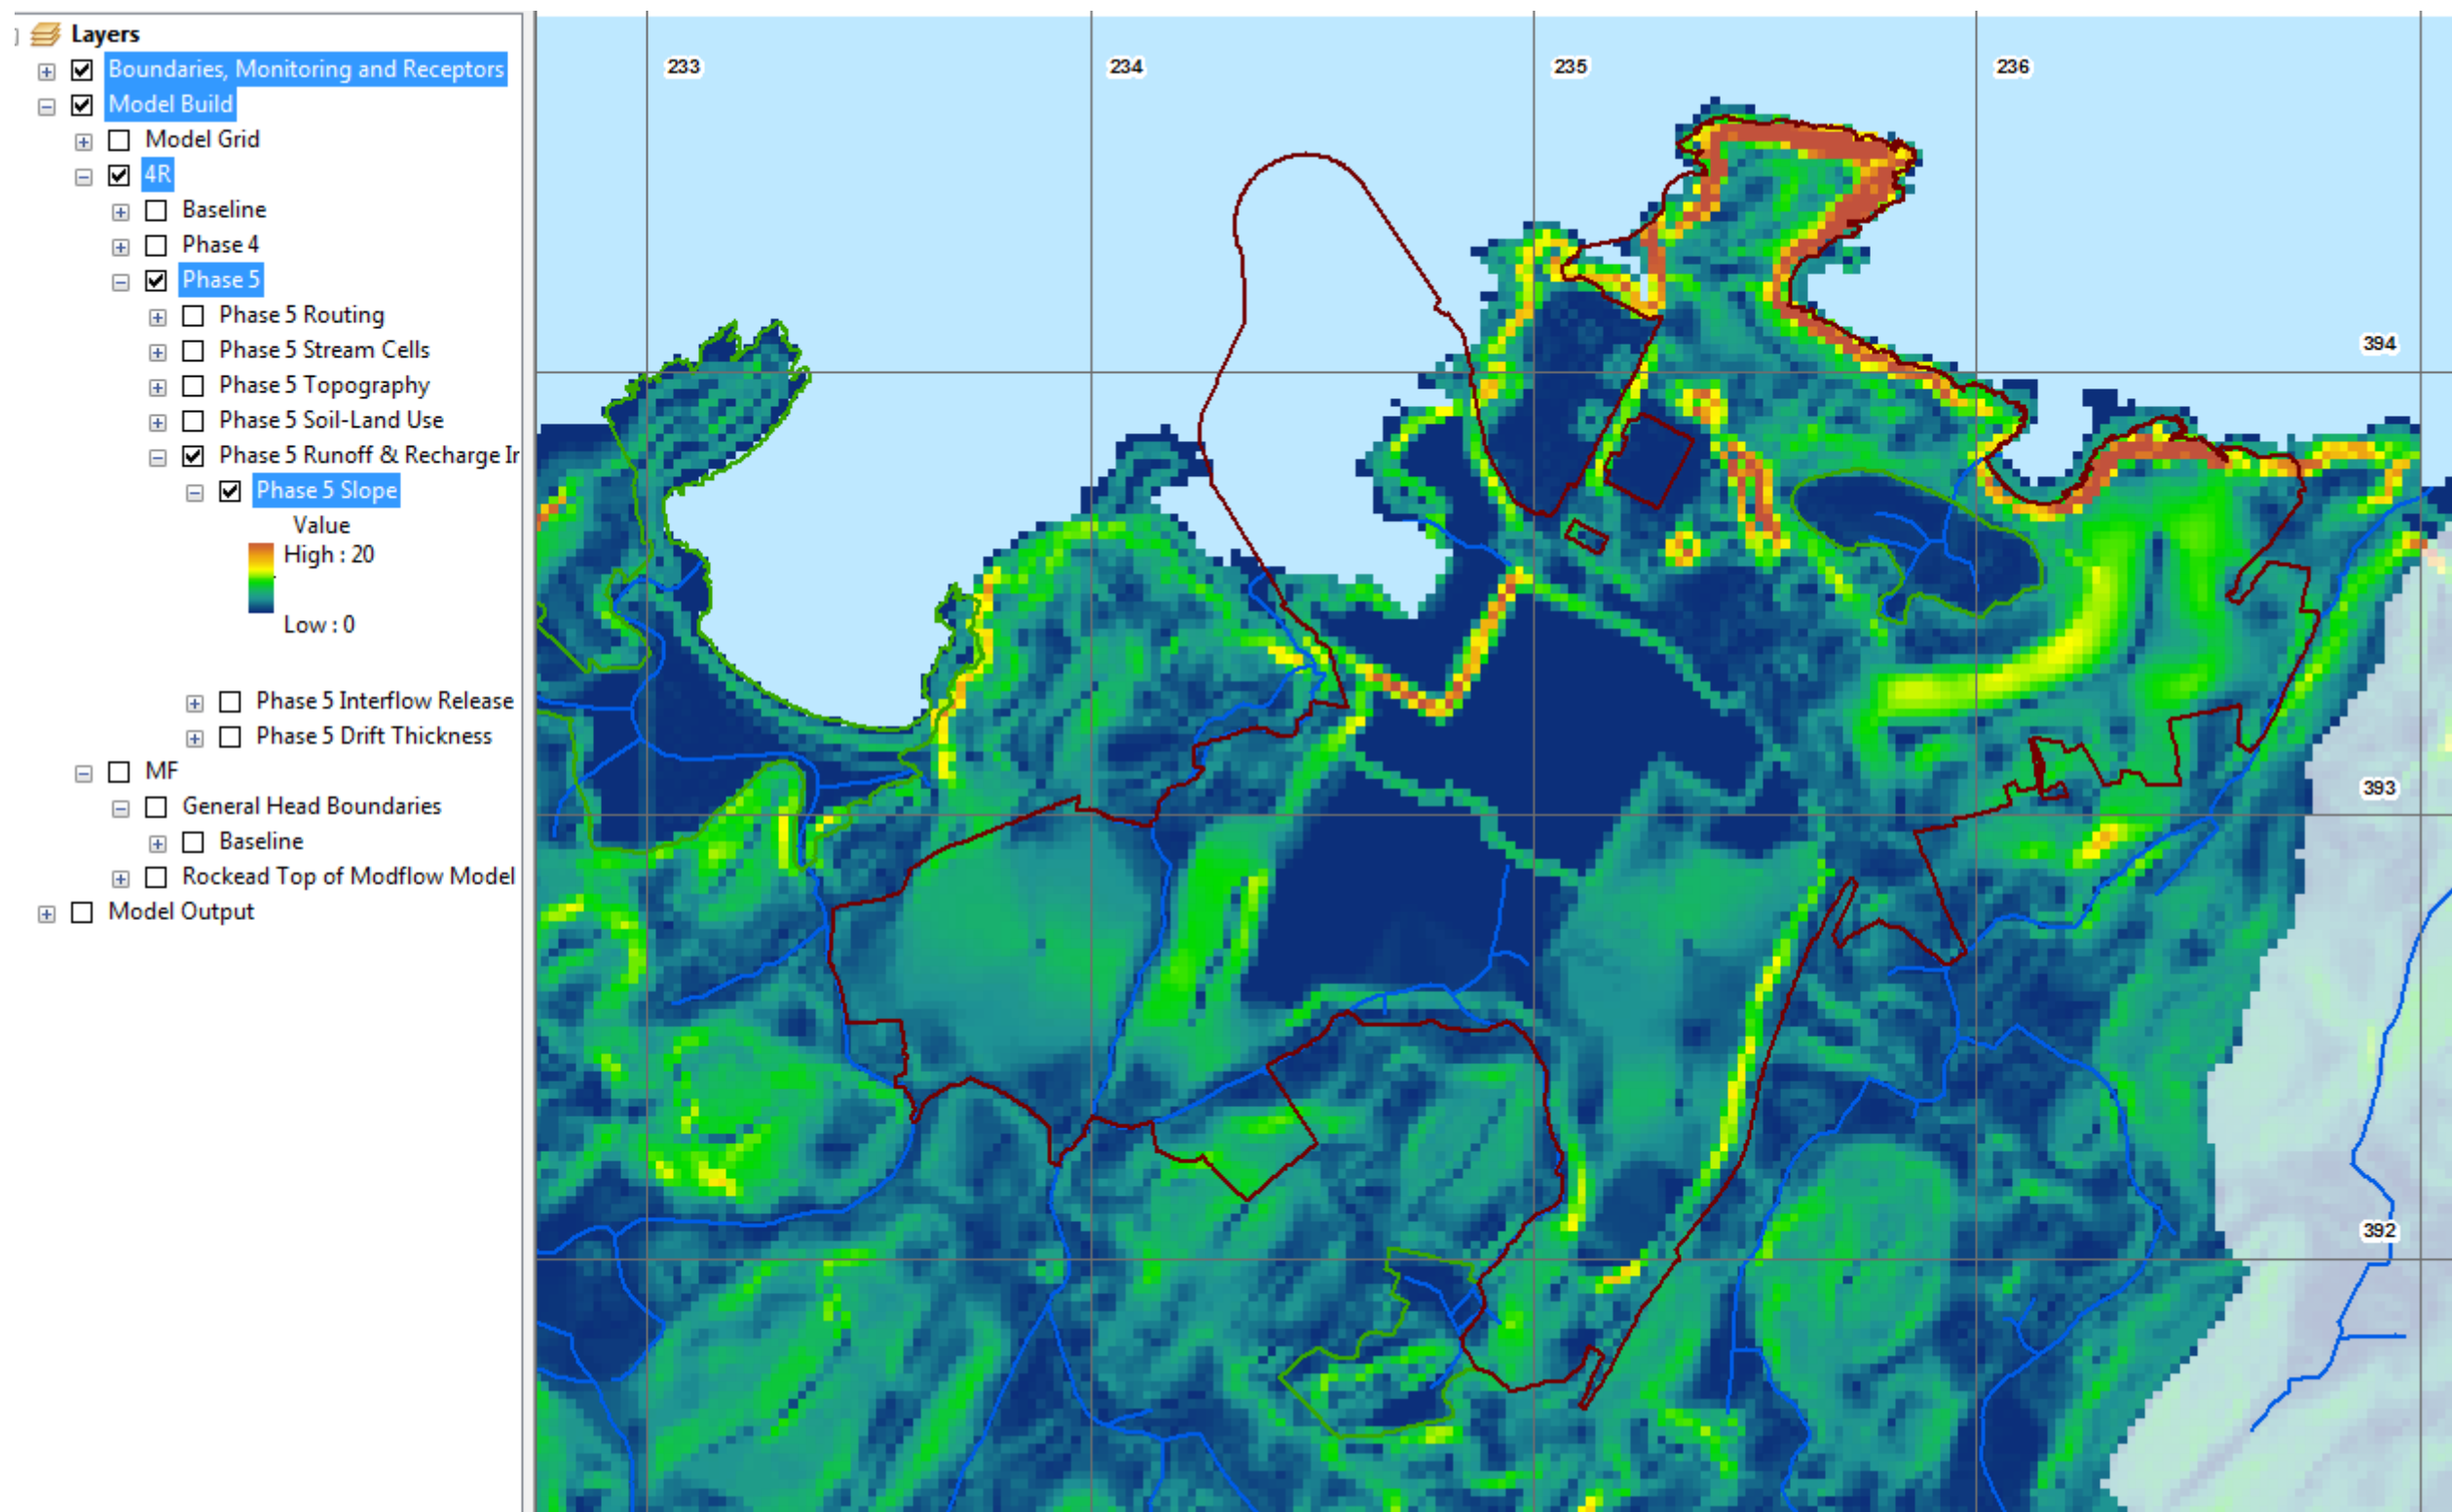 Layers
Boundaries, Monitoring and Receptors
Model Build
Model Grid
4R
Baseline
Phase 4
Phase 5
Phase 5 Routing
Phase 5 Stream Cells
Phase 5 Topography
Phase 5 Soil-Land Use
Phase 5 Runoff & Recharge Ir
Phase 5 Slope
Value
High : 20
Low : 0
Phase 5 Interflow Release
Phase 5 Drift Thickness
MF
General Head Boundaries
Baseline
Rockead Top of Modflow Model
Model Output
233
234
235
236
394
393
392